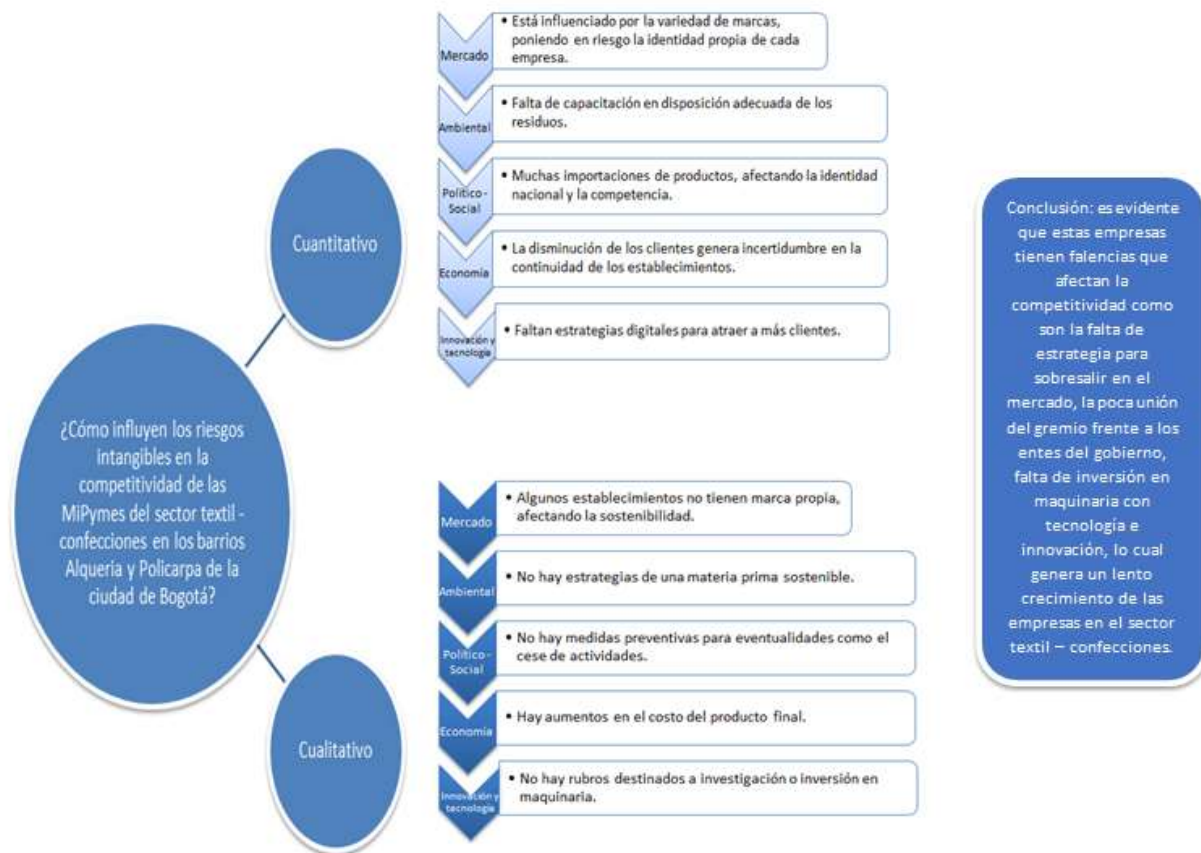 ¿Cómo influyen los riesgos
intangibles en la
competitividad de las
MiPymes del sector textil -
confecciones en los barrios
Alqueria y Policarpa de la
ciudad de Bogotá?
Cuantitativo
Mercado
• Está influenciado por la variedad de marcas,
poniendo en riesgo la identidad propia de cada
empresa.
Ambiental
• Falta de capacitación en disposición adecuada de los
residuos.
Político -
Social
• Muchas importaciones de productos, afectando la identidad
nacional y la competencia.
Economía
• La disminución de los clientes genera incertidumbre en la
continuidad de los establecimientos.
Innovación y
tecnología
• Faltan estrategias digitales para atraer a más clientes.
Cualitativo
Mercado
• Algunos establecimientos no tienen marca propia,
afectando la sostenibilidad.
Ambiental
• No hay estrategias de una materia prima sostenible.
Político -
Social
• No hay medidas preventivas para eventualidades como el
cese de actividades.
Economía
• Hay aumentos en el costo del producto final.
Innovación y
tecnología
• No hay rubros destinados a investigación o inversión en
maquinaria.
Conclusión: es evidente
que estas empresas
tienen falencias que
afectan la
competitividad como
son la falta de
estrategia para
sobresalir en el
mercado, la poca unión
del gremio frente a los
entes del gobierno,
falta de inversión en
maquinaria con
tecnología e
innovación, lo cual
genera un lento
crecimiento de las
empresas en el sector
textil – confecciones.